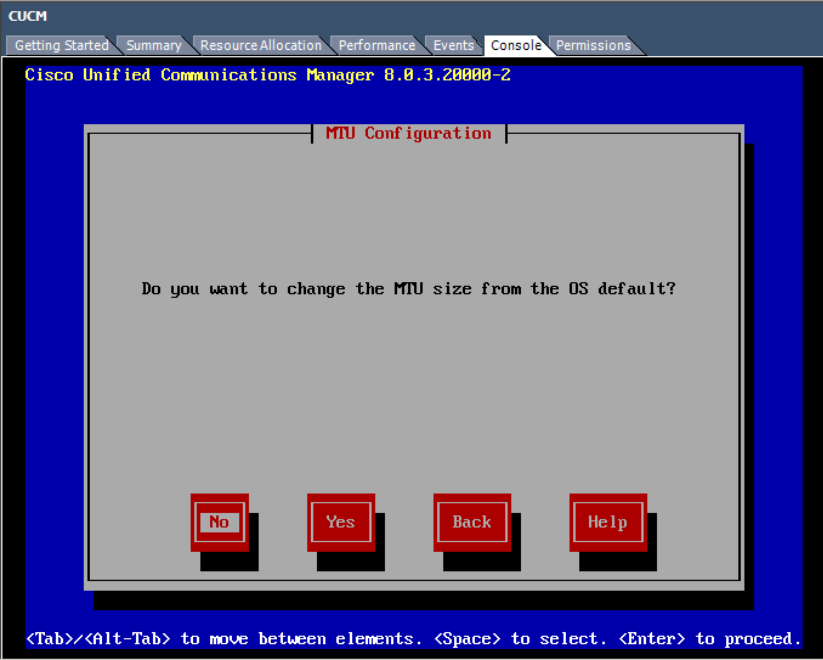 CUCM
Getting Started Summary Resource Allocation Performance Events Console Permissions
Cisco Unified Communications Manager 8.0.3.20000-2
MTU Configuration
Do you want to change the MTU size from the OS default?
No Yes Back Help
<Tab>/<Alt-Tab> to move between elements. <Space> to select. <Enter> to proceed.